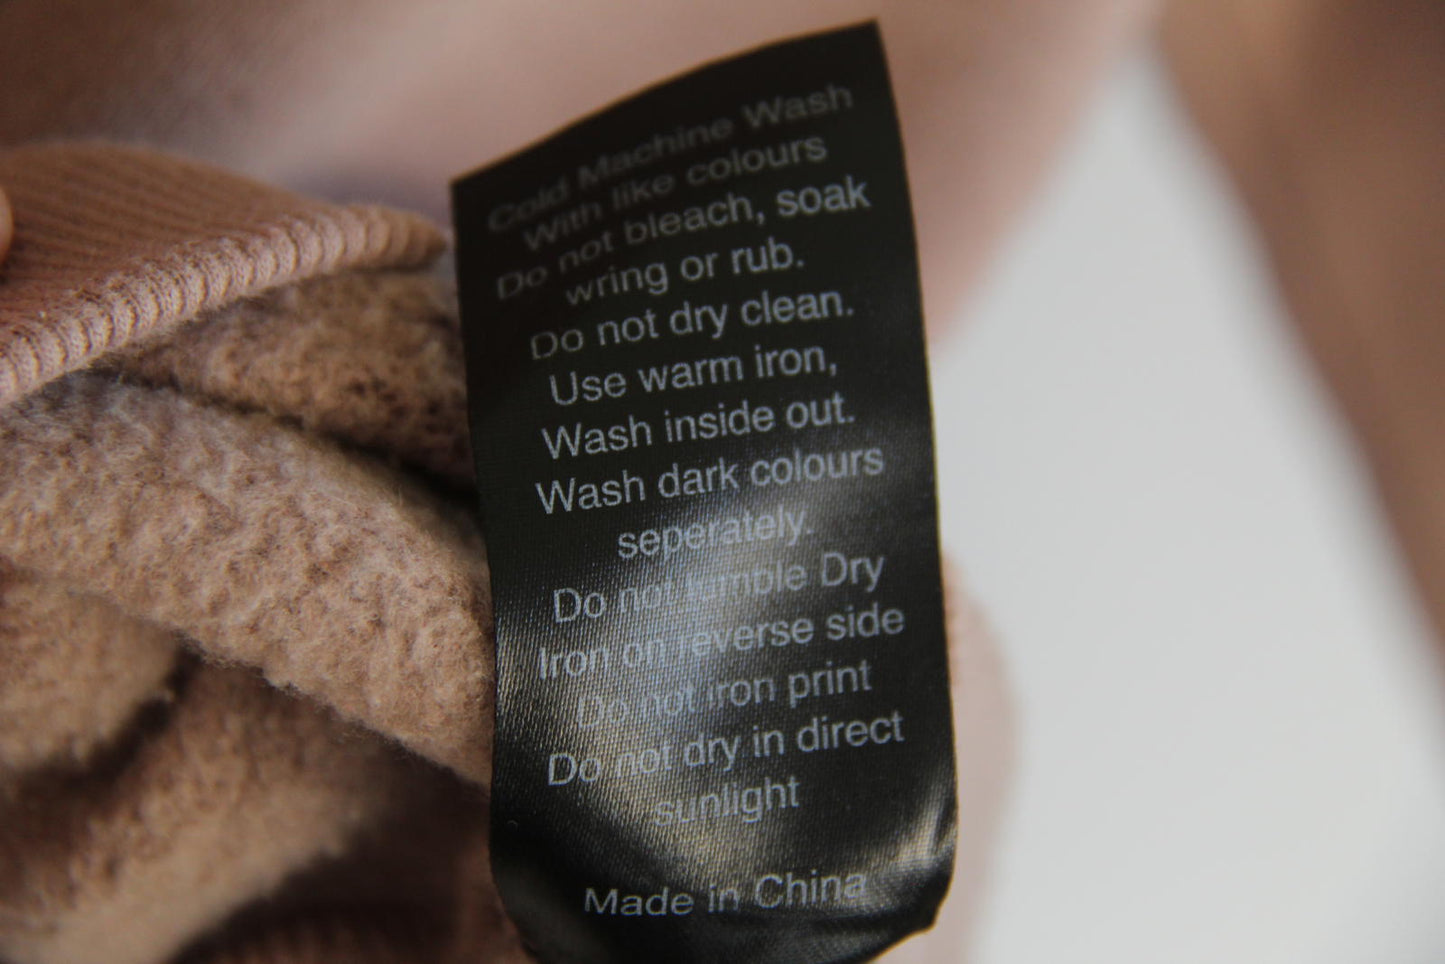 Cold Machine Wash
With like colours
Do not bleach, soak
wring or rub.
Do not dry clean.
Use warm iron,
Wash inside out.
Wash dark colours
seperately.
Do not tumple Dry
Iron on reverse side
Do not iron print
Do not dry in direct
sunlight
Made in China